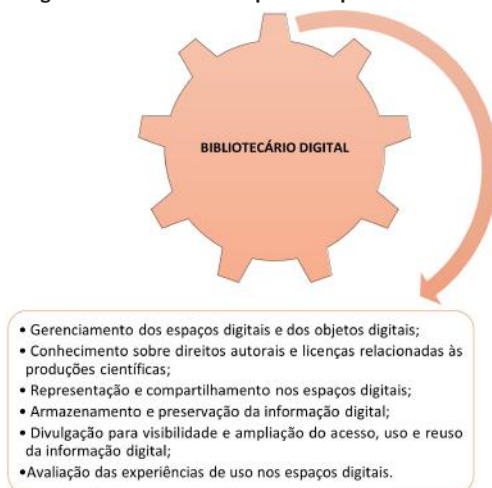 BIBLIOTECÁRIO DIGITAL
• Gerenciamento dos espaços digitais e dos objetos digitais;
• Conhecimento sobre direitos autorais e licenças relacionadas às
produções científicas;
• Representação e compartilhamento nos espaços digitais;
• Armazenamento e preservação da informação digital;
• Divulgação para visibilidade e ampliação do acesso, uso e reuso
da informação digital;
•Avaliação das experiências de uso nos espaços digitais.